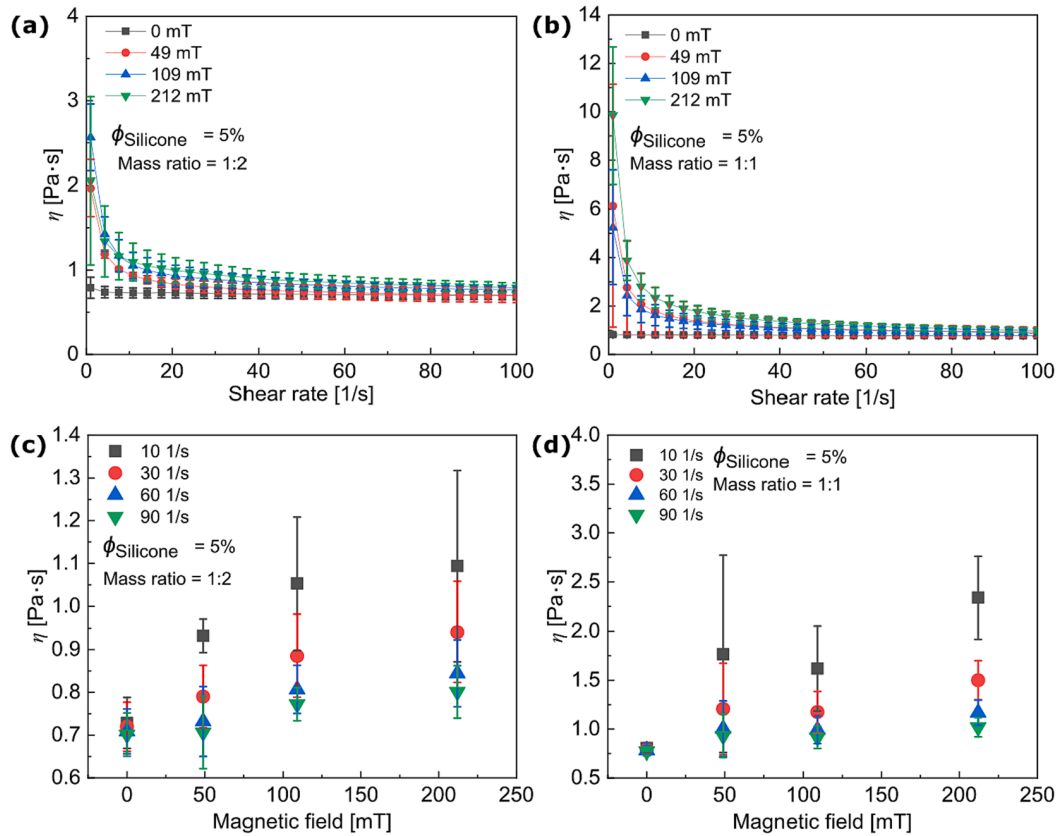 (a)
0 mT
49 mT
109 mT
212 mT
ϕSilicone = 5%
Mass ratio = 1:2
η [Pa·s]
4
3
2
1
0
0 20 40 60 80 100
Shear rate [1/s]
(b)
0 mT
49 mT
109 mT
212 mT
ϕSilicone = 5%
Mass ratio = 1:1
η [Pa·s]
14
12
10
8
6
4
2
0
0 20 40 60 80 100
Shear rate [1/s]
(c)
10 1/s
30 1/s
60 1/s
90 1/s
ϕSilicone = 5%
Mass ratio = 1:2
η [Pa·s]
1.4
1.3
1.2
1.1
1.0
0.9
0.8
0.7
0.6
0 50 100 150 200 250
Magnetic field [mT]
(d)
10 1/s
30 1/s
60 1/s
90 1/s
ϕSilicone = 5%
Mass ratio = 1:1
η [Pa·s]
4.0
3.5
3.0
2.5
2.0
1.5
1.0
0.5
0 50 100 150 200 250
Magnetic field [mT]